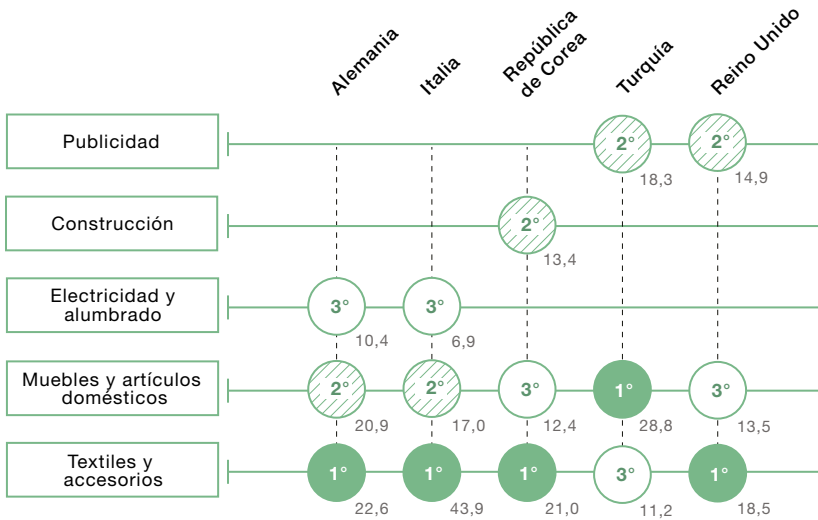 Alemania
Italia
República
de Corea
Turquía
Reino Unido
Publicidad
2°
18,3
2°
14,9
Construcción
2°
13,4
Electricidad y
alumbrado
3°
10,4
3°
6,9
Muebles y artículos
domésticos
2°
20,9
2°
17,0
3°
12,4
1°
28,8
3°
13,5
Textiles y
accesorios
1°
22,6
1°
43,9
1°
21,0
3°
11,2
1°
18,5